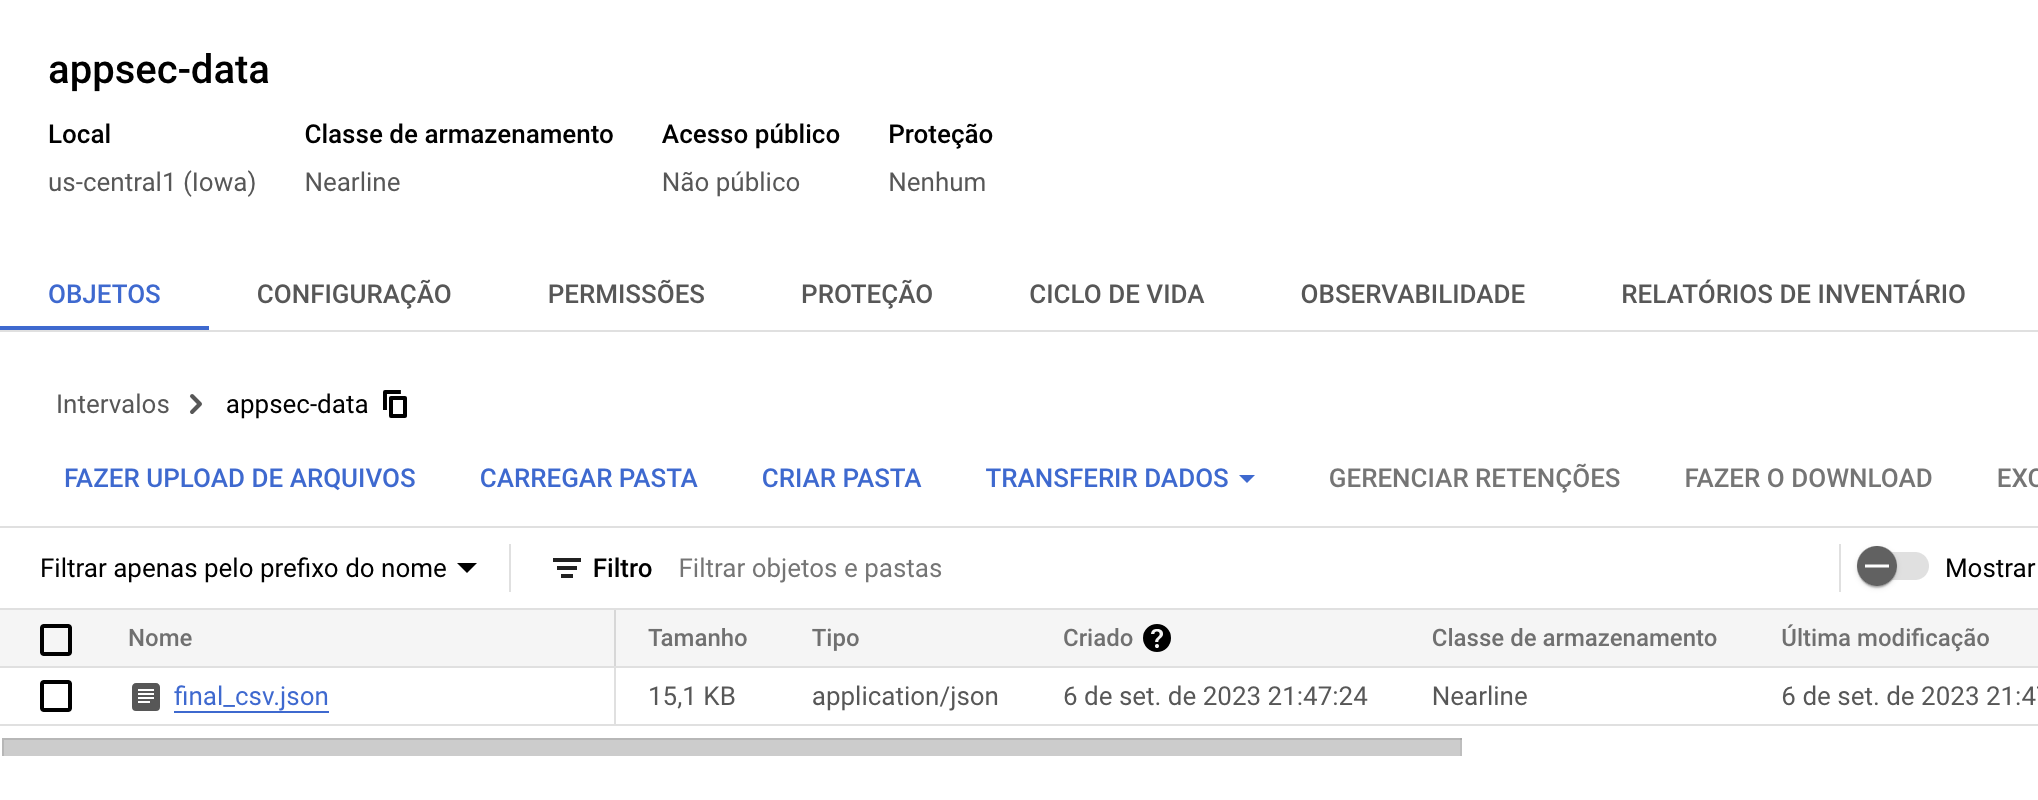 appsec-data
Local Classe de armazenamento Acesso público Proteção
us-central1 (Iowa) Nearline Não público Nenhum
OBJETOS CONFIGURAÇÃO PERMISSÕES PROTEÇÃO CICLO DE VIDA OBSERVABILIDADE RELATÓRIOS DE INVENTÁRIO
Intervalos appsec-data
FAZER UPLOAD DE ARQUIVOS CARREGAR PASTA CRIAR PASTA TRANSFERIR DADOS GERENCIAR RETENÇÕES FAZER O DOWNLOAD EXC
Filtrar apenas pelo prefixo do nome Filtro Filtrar objetos e pastas Mostrar
Nome Tamanho Tipo Criado Classe de armazenamento Última modificação
final_csv.json 15,1 KB application/json 6 de set. de 2023 21:47:24 Nearline 6 de set. de 2023 21:4